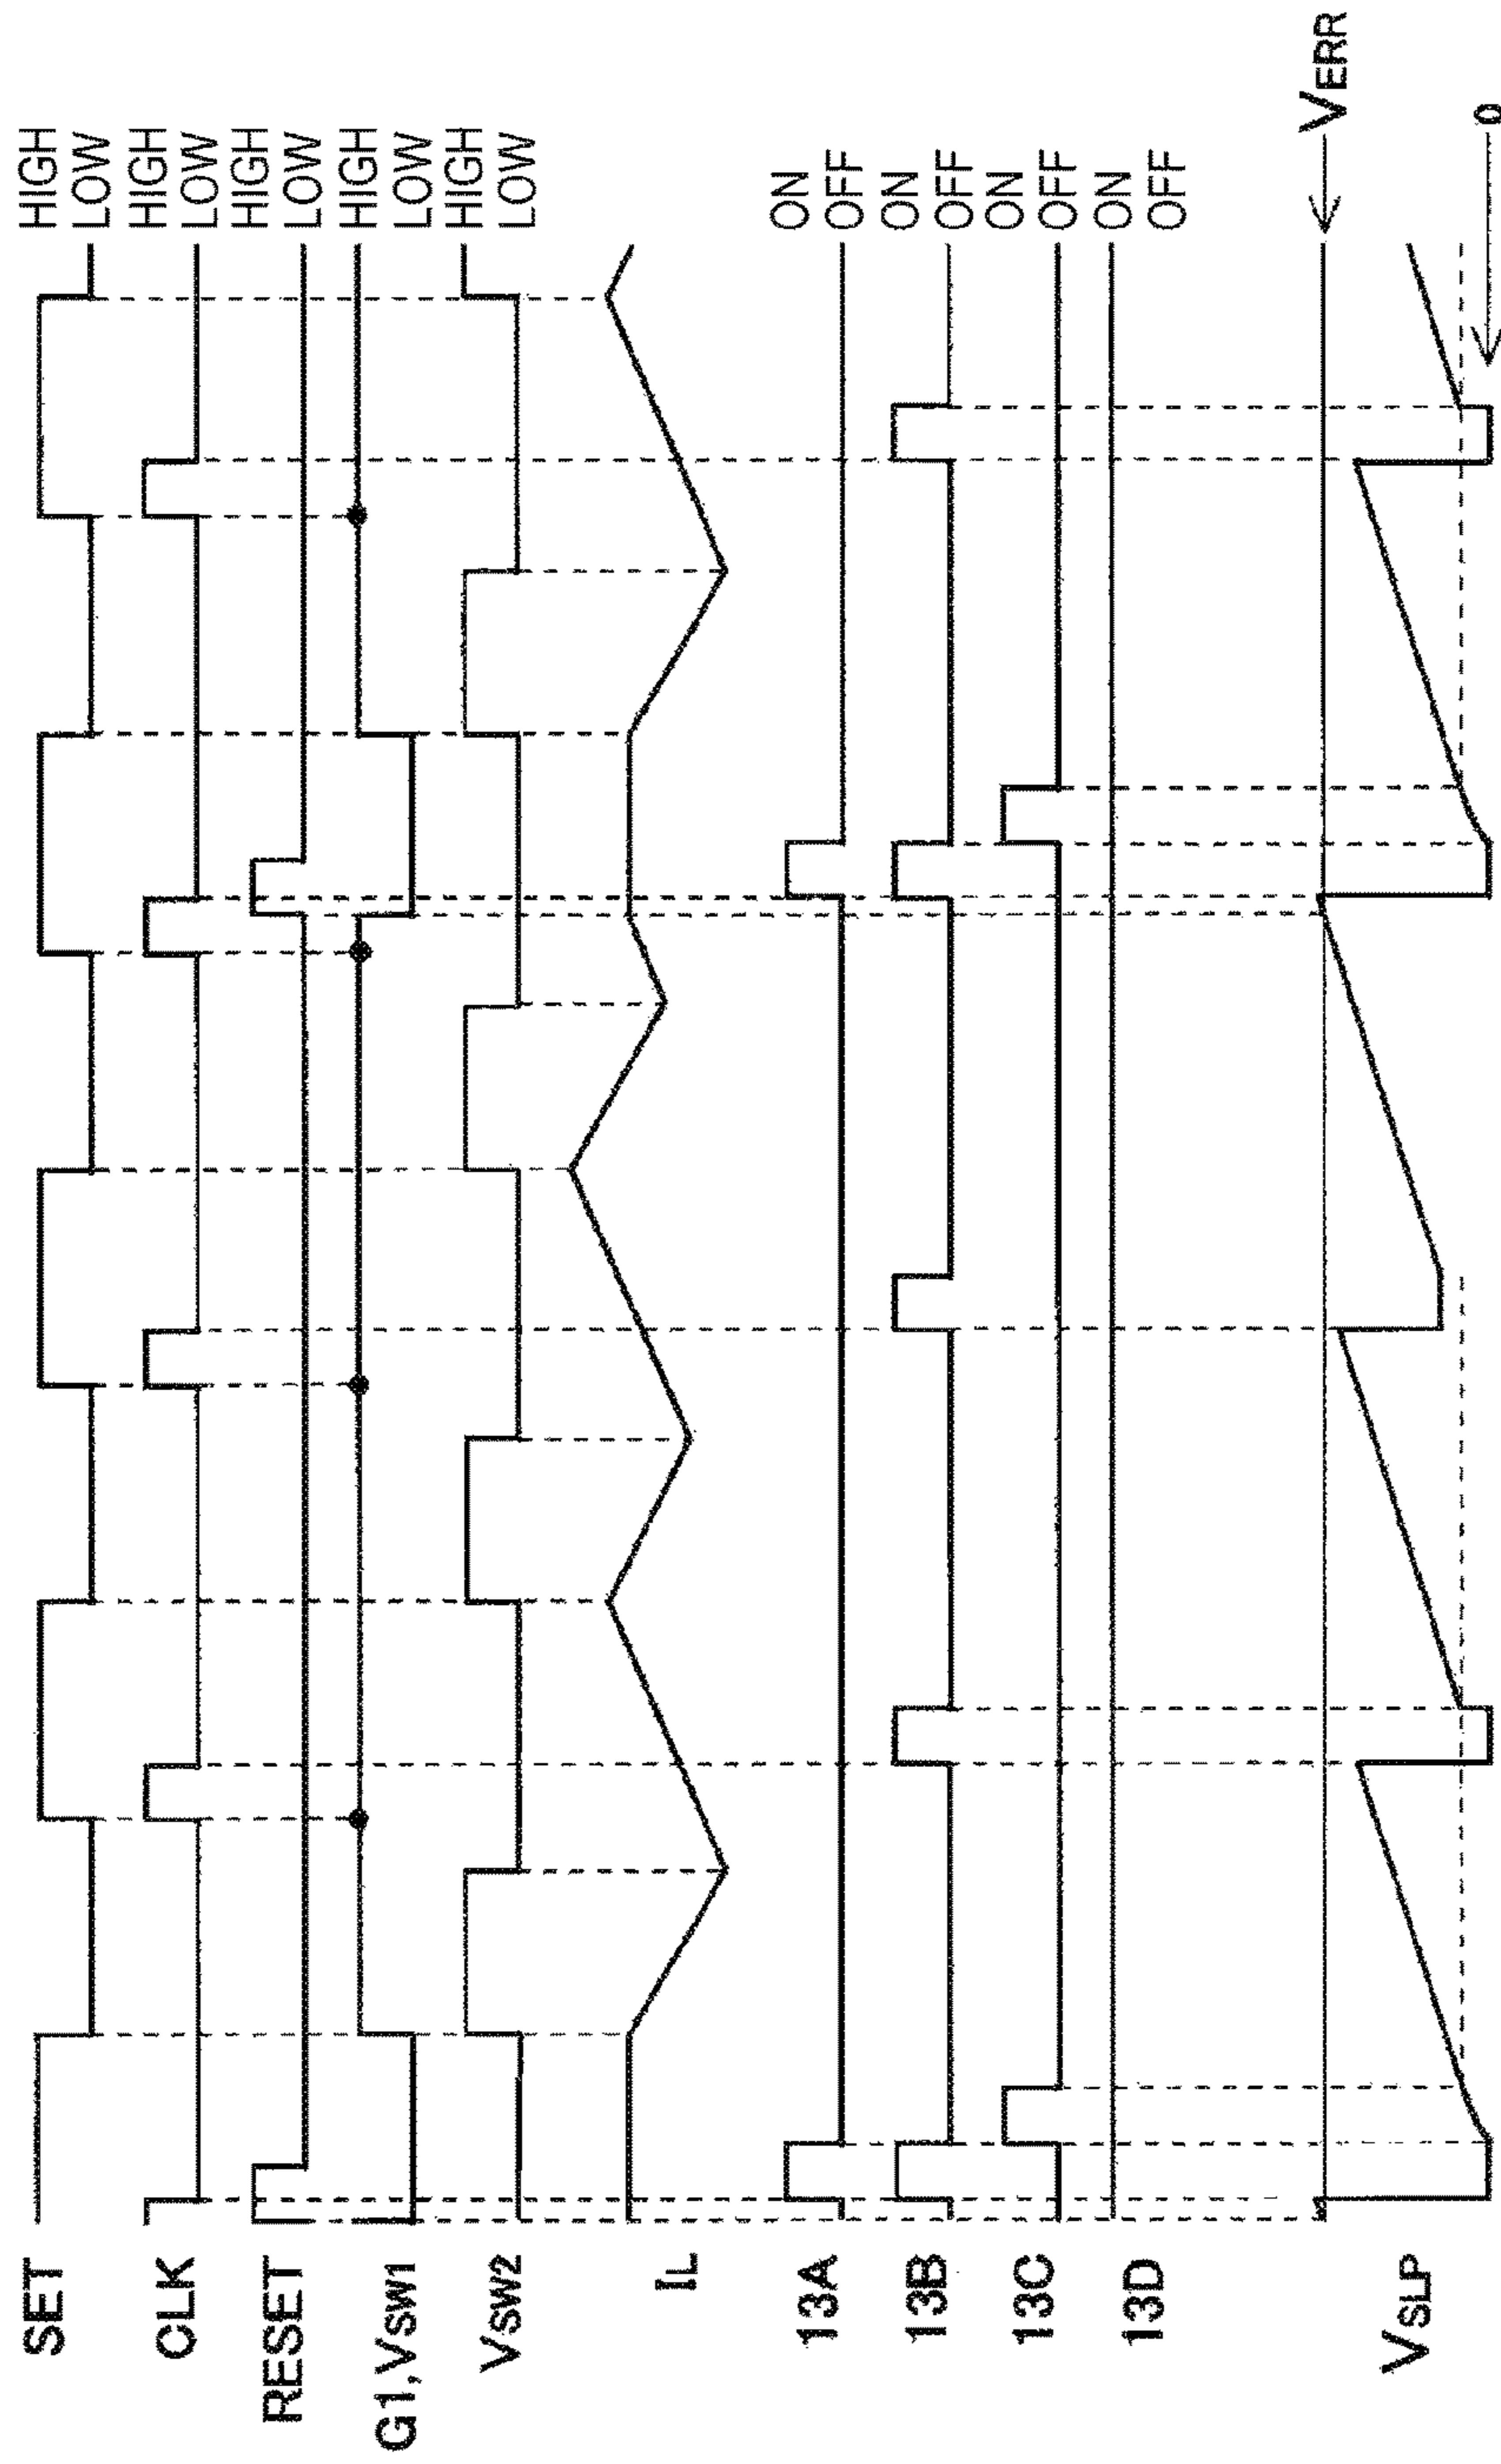 SET
HIGH
LOW
CLK
HIGH
LOW
RESET
HIGH
LOW
G1,VSW1
HIGH
LOW
VSW2
HIGH
LOW
IL
13A
ON
OFF
13B
ON
OFF
13C
ON
OFF
13D
ON
OFF
VERR
VSLP
0